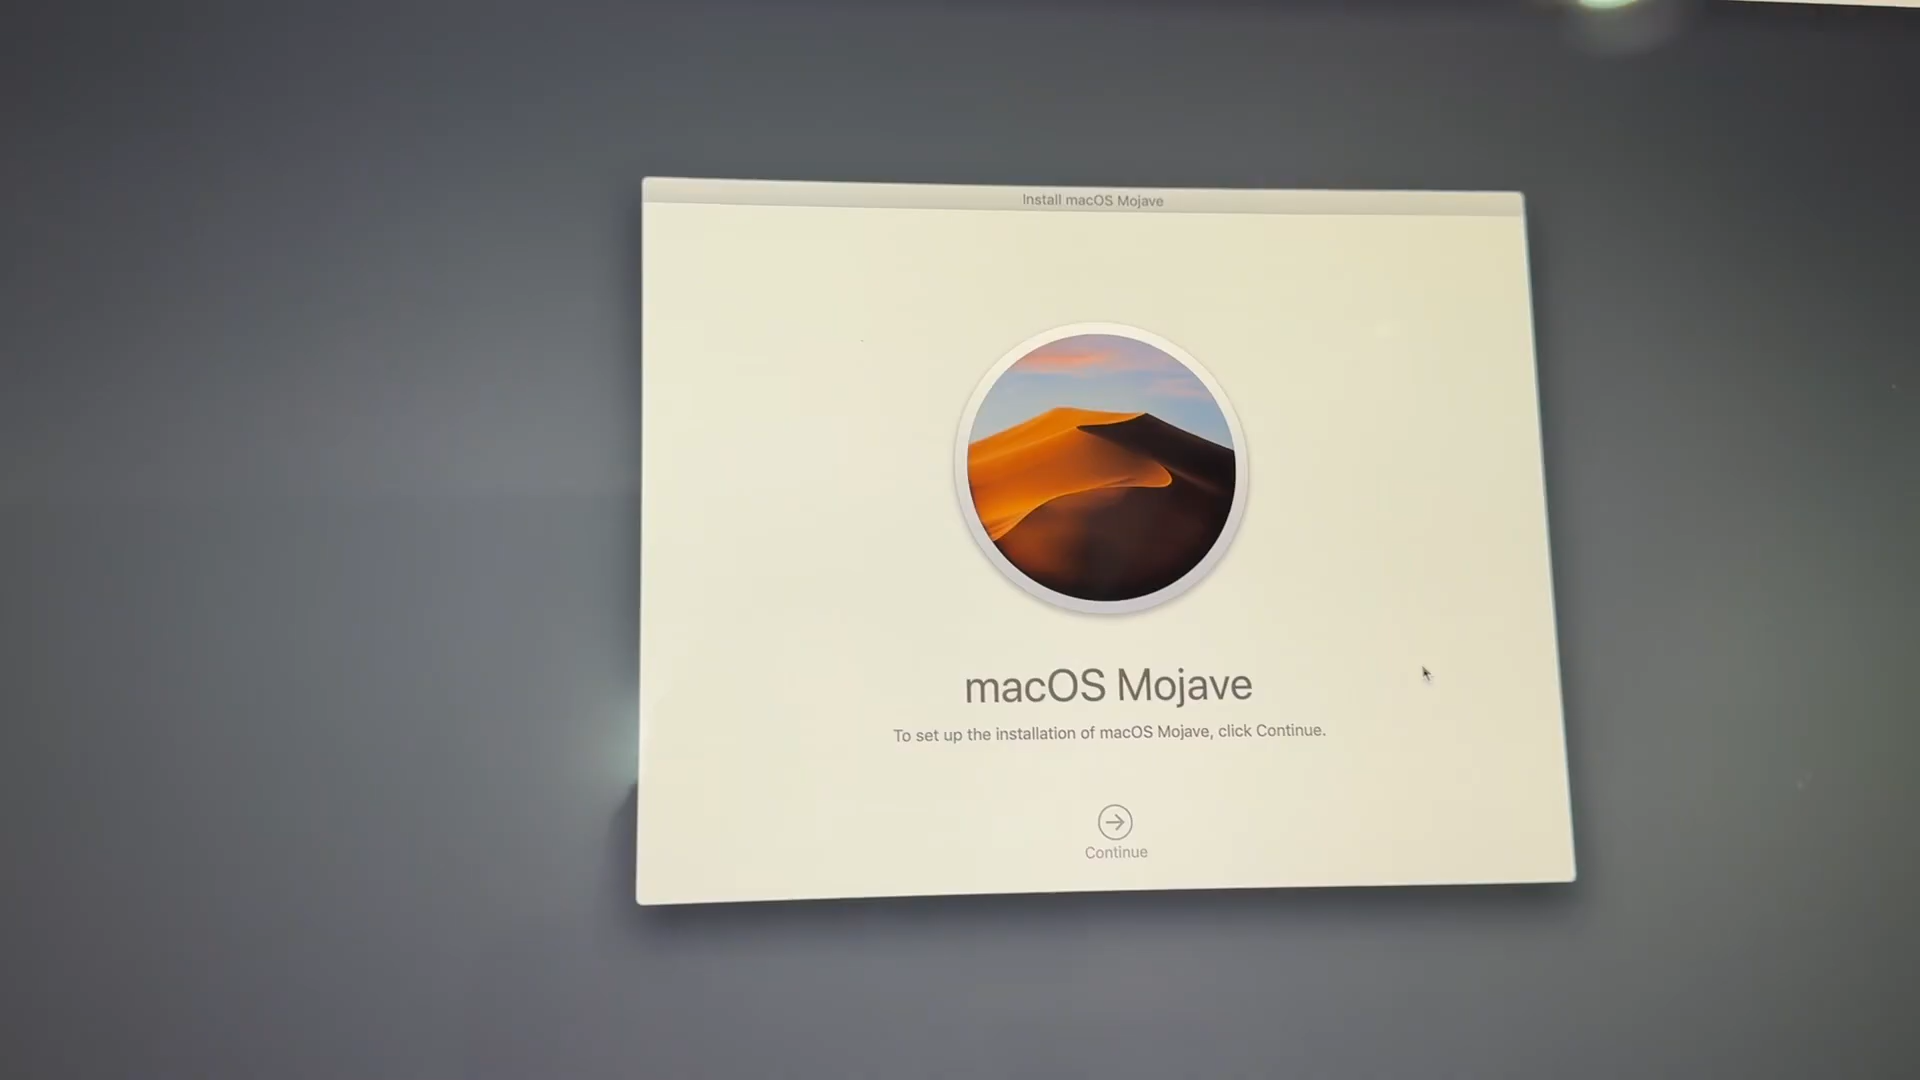 Install macOS Mojave
macOS Mojave
To set up the installation of macOS Mojave, click Continue.
Continue